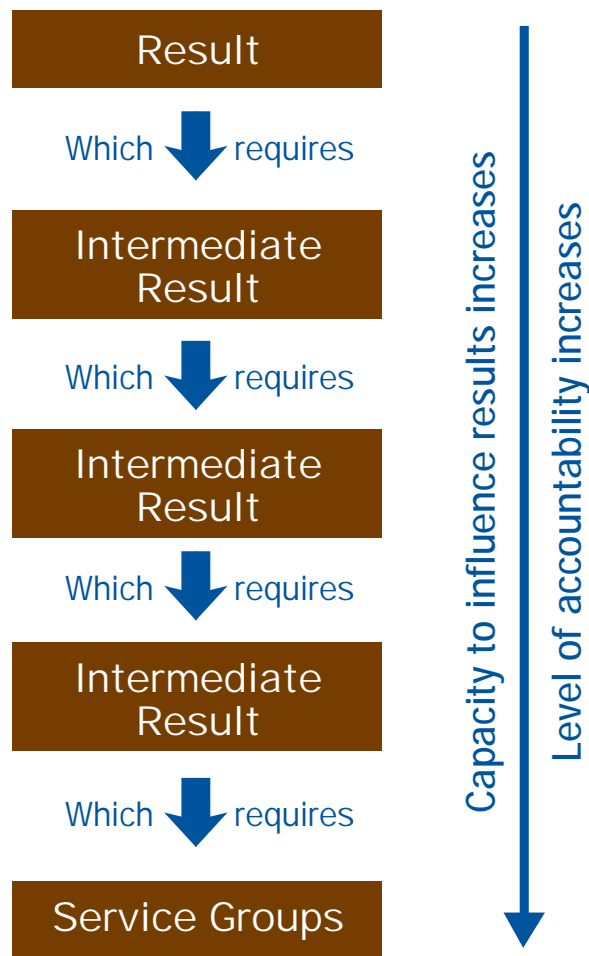 Result
Which requires
Intermediate
Result
Which requires
Intermediate
Result
Which requires
Intermediate
Result
Which requires
Service Groups
Capacity to influence results increases
Level of accountability increases